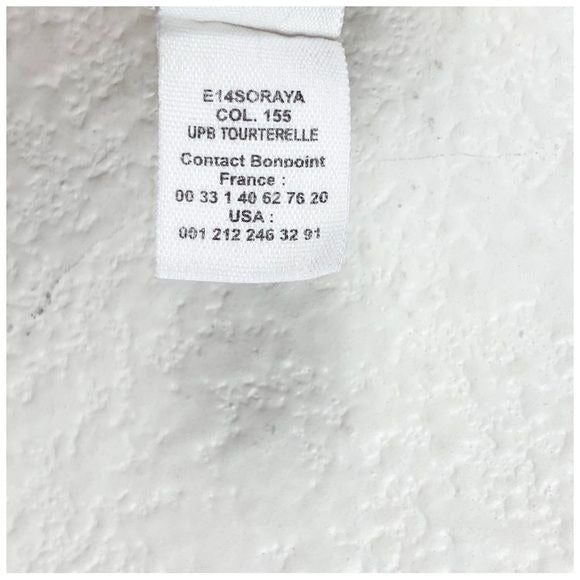 E14SORAYA
COL. 155
UPB TOURTERELLE
Contact Bonpoint
France :
00 33 1 40 62 76 20
USA :
001 212 246 32 91